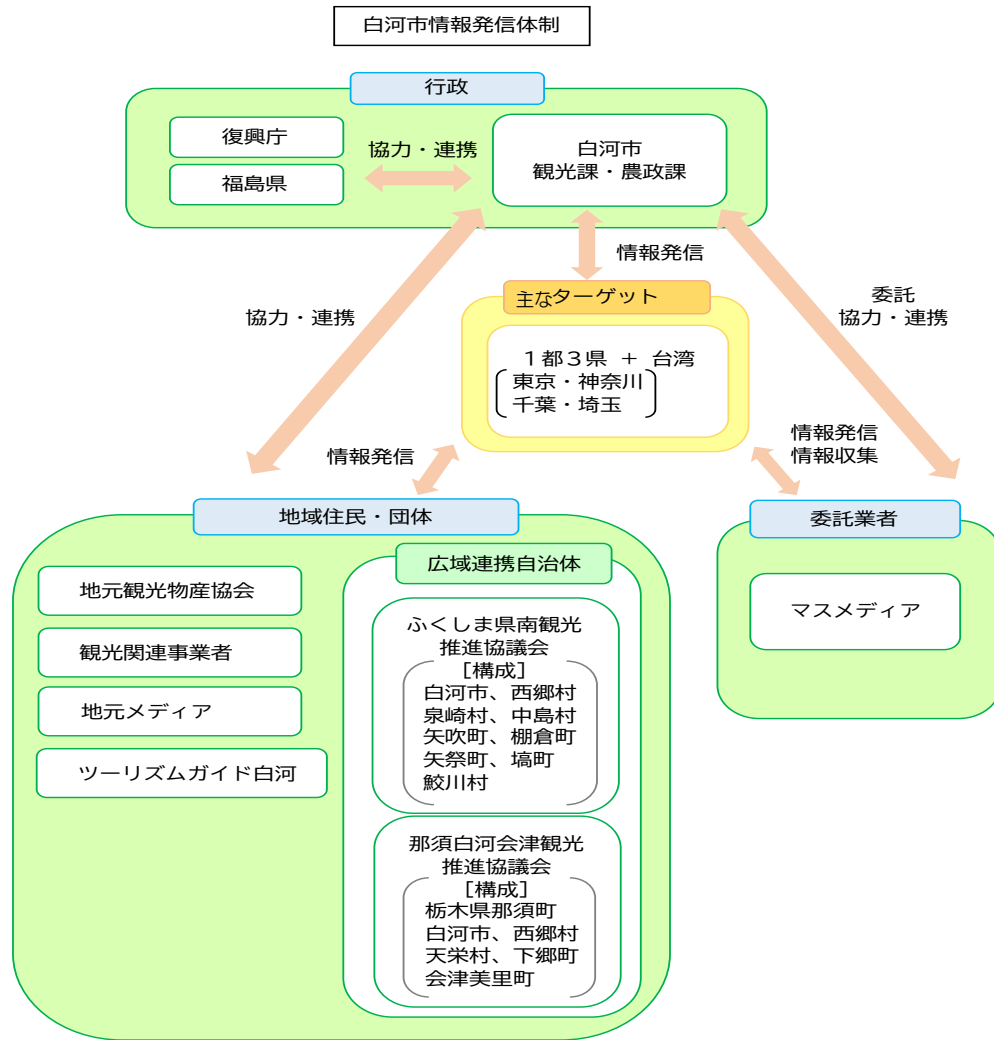 白河市情報発信体制
行政
復興庁
福島県
協力・連携
白河市
観光課・農政課
情報発信
協力・連携
委託
協力・連携
主なターゲット
1都3県 + 台湾
東京・神奈川
千葉・埼玉
情報発信
情報発信
情報収集
地域住民・団体
地元観光物産協会
観光関連事業者
地元メディア
ツーリズムガイド白河
広域連携自治体
ふくしま県南観光
推進協議会
[構成]
白河市、西郷村
泉崎村、中島村
矢吹町、棚倉町
矢祭町、塙町
鮫川村
那須白河会津観光
推進協議会
[構成]
栃木県那須町
白河市、西郷村
天栄村、下郷町
会津美里町
委託業者
マスメディア